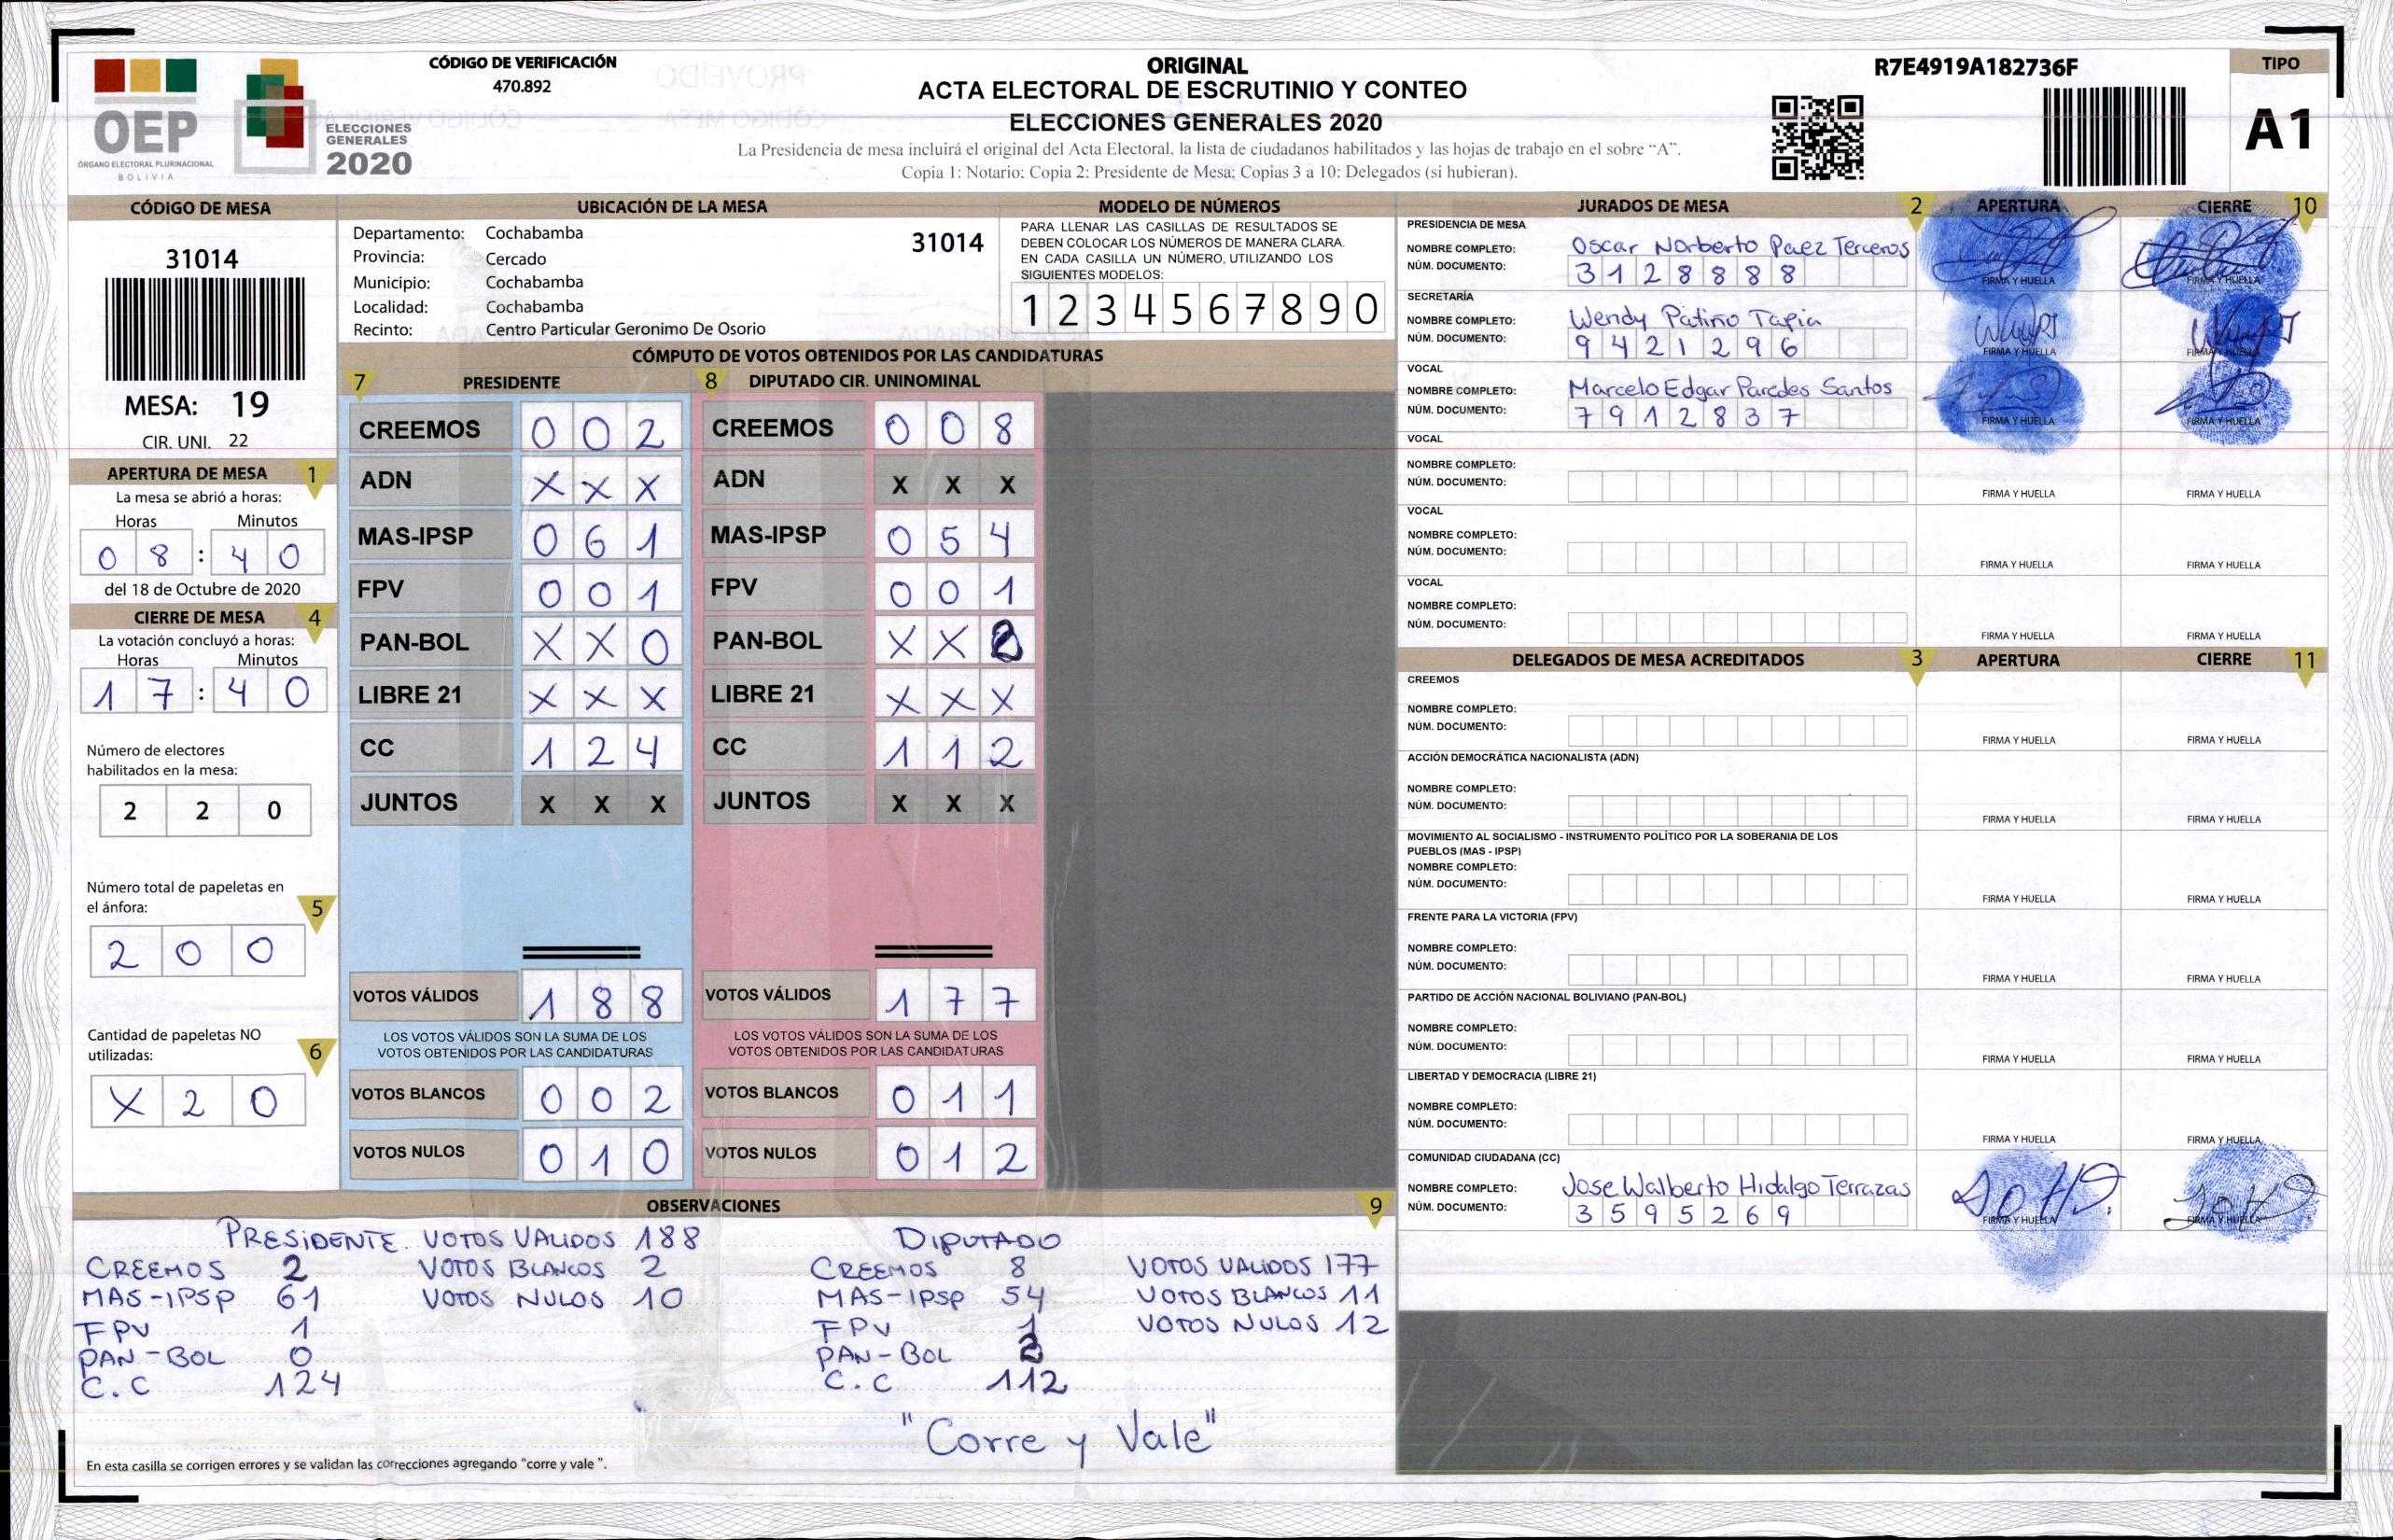 OEP
ÓRGANO ELECTORAL PLURINACIONAL
BOLIVIA
ELECCIONES
GENERALES
2020
CÓDIGO DE VERIFICACIÓN
470.892
ORIGINAL
ACTA ELECTORAL DE ESCRUTINIO Y CONTEO
ELECCIONES GENERALES 2020
La Presidencia de mesa incluirá el original del Acta Electoral, la lista de ciudadanos habilitados y las hojas de trabajo en el sobre “A”.
Copia 1: Notario; Copia 2: Presidente de Mesa; Copias 3 a 10: Delegados (si hubieran).
R7E4919A182736F
TIPO
A1
CÓDIGO DE MESA
31014
MESA: 19
CIR. UNI. 22
APERTURA DE MESA 1
La mesa se abrió a horas:
Horas Minutos
0 8 : 4 0
del 18 de Octubre de 2020
CIERRE DE MESA 4
La votación concluyó a horas:
Horas Minutos
1 7 : 4 0
Número de electores
habilitados en la mesa:
2 2 0
Número total de papeletas en
el ánfora: 5
2 0 0
Cantidad de papeletas NO
utilizadas: 6
X 2 0
UBICACIÓN DE LA MESA
Departamento: Cochabamba 31014
Provincia: Cercado
Municipio: Cochabamba
Localidad: Cochabamba
Recinto: Centro Particular Geronimo De Osorio
MODELO DE NÚMEROS
PARA LLENAR LAS CASILLAS DE RESULTADOS SE
DEBEN COLOCAR LOS NÚMEROS DE MANERA CLARA.
EN CADA CASILLA UN NÚMERO, UTILIZANDO LOS
SIGUIENTES MODELOS:
1 2 3 4 5 6 7 8 9 0
CÓMPUTO DE VOTOS OBTENIDOS POR LAS CANDIDATURAS
7 PRESIDENTE
CREEMOS 0 0 2
ADN X X X
MAS-IPSP 0 6 1
FPV 0 0 1
PAN-BOL X X 0
LIBRE 21 X X X
CC 1 2 4
JUNTOS X X X
VOTOS VÁLIDOS 1 8 8
LOS VOTOS VÁLIDOS SON LA SUMA DE LOS
VOTOS OBTENIDOS POR LAS CANDIDATURAS
VOTOS BLANCOS 0 0 2
VOTOS NULOS 0 1 0
8 DIPUTADO CIR. UNINOMINAL
CREEMOS 0 0 8
ADN X X X
MAS-IPSP 0 5 4
FPV 0 0 1
PAN-BOL X X 2
LIBRE 21 X X X
CC 1 1 2
JUNTOS X X X
VOTOS VÁLIDOS 1 7 7
LOS VOTOS VÁLIDOS SON LA SUMA DE LOS
VOTOS OBTENIDOS POR LAS CANDIDATURAS
VOTOS BLANCOS 0 1 1
VOTOS NULOS 0 1 2
OBSERVACIONES 9
PRESIDENTE VOTOS VALIDOS 188
CREEMOS 2 VOTOS BLANCOS 2
MAS-IPSP 61 VOTOS NULOS 10
FPV 1
PAN-BOL 0
C.C 124
DIPUTADO
CREEMOS 8 VOTOS VALIDOS 177
MAS-IPSP 54 VOTOS BLANCOS 11
FPV 1 VOTOS NULOS 12
PAN-BOL 2
C.C 112
"Corre y Vale"
En esta casilla se corrigen errores y se validan las correcciones agregando “corre y vale ”.
JURADOS DE MESA 2 APERTURA CIERRE 10
PRESIDENCIA DE MESA
NOMBRE COMPLETO: Oscar Norberto Paez Terceros
NÚM. DOCUMENTO: 3 1 2 8 8 8 8 FIRMA Y HUELLA FIRMA Y HUELLA
SECRETARÍA
NOMBRE COMPLETO: Wendy Patiño Tapia
NÚM. DOCUMENTO: 9 4 2 1 2 9 6 FIRMA Y HUELLA FIRMA Y HUELLA
VOCAL
NOMBRE COMPLETO: Marcelo Edgar Paredes Santos
NÚM. DOCUMENTO: 7 9 1 2 8 3 7 FIRMA Y HUELLA FIRMA Y HUELLA
VOCAL
NOMBRE COMPLETO:
NÚM. DOCUMENTO: FIRMA Y HUELLA FIRMA Y HUELLA
VOCAL
NOMBRE COMPLETO:
NÚM. DOCUMENTO: FIRMA Y HUELLA FIRMA Y HUELLA
VOCAL
NOMBRE COMPLETO:
NÚM. DOCUMENTO: FIRMA Y HUELLA FIRMA Y HUELLA
DELEGADOS DE MESA ACREDITADOS 3 APERTURA CIERRE 11
CREEMOS
NOMBRE COMPLETO:
NÚM. DOCUMENTO: FIRMA Y HUELLA FIRMA Y HUELLA
ACCIÓN DEMOCRÁTICA NACIONALISTA (ADN)
NOMBRE COMPLETO:
NÚM. DOCUMENTO: FIRMA Y HUELLA FIRMA Y HUELLA
MOVIMIENTO AL SOCIALISMO - INSTRUMENTO POLÍTICO POR LA SOBERANIA DE LOS
PUEBLOS (MAS - IPSP)
NOMBRE COMPLETO:
NÚM. DOCUMENTO: FIRMA Y HUELLA FIRMA Y HUELLA
FRENTE PARA LA VICTORIA (FPV)
NOMBRE COMPLETO:
NÚM. DOCUMENTO: FIRMA Y HUELLA FIRMA Y HUELLA
PARTIDO DE ACCIÓN NACIONAL BOLIVIANO (PAN-BOL)
NOMBRE COMPLETO:
NÚM. DOCUMENTO: FIRMA Y HUELLA FIRMA Y HUELLA
LIBERTAD Y DEMOCRACIA (LIBRE 21)
NOMBRE COMPLETO:
NÚM. DOCUMENTO: FIRMA Y HUELLA FIRMA Y HUELLA
COMUNIDAD CIUDADANA (CC)
NOMBRE COMPLETO: Jose Walberto Hidalgo Terrazas
NÚM. DOCUMENTO: 3 5 9 5 2 6 9 FIRMA Y HUELLA FIRMA Y HUELLA